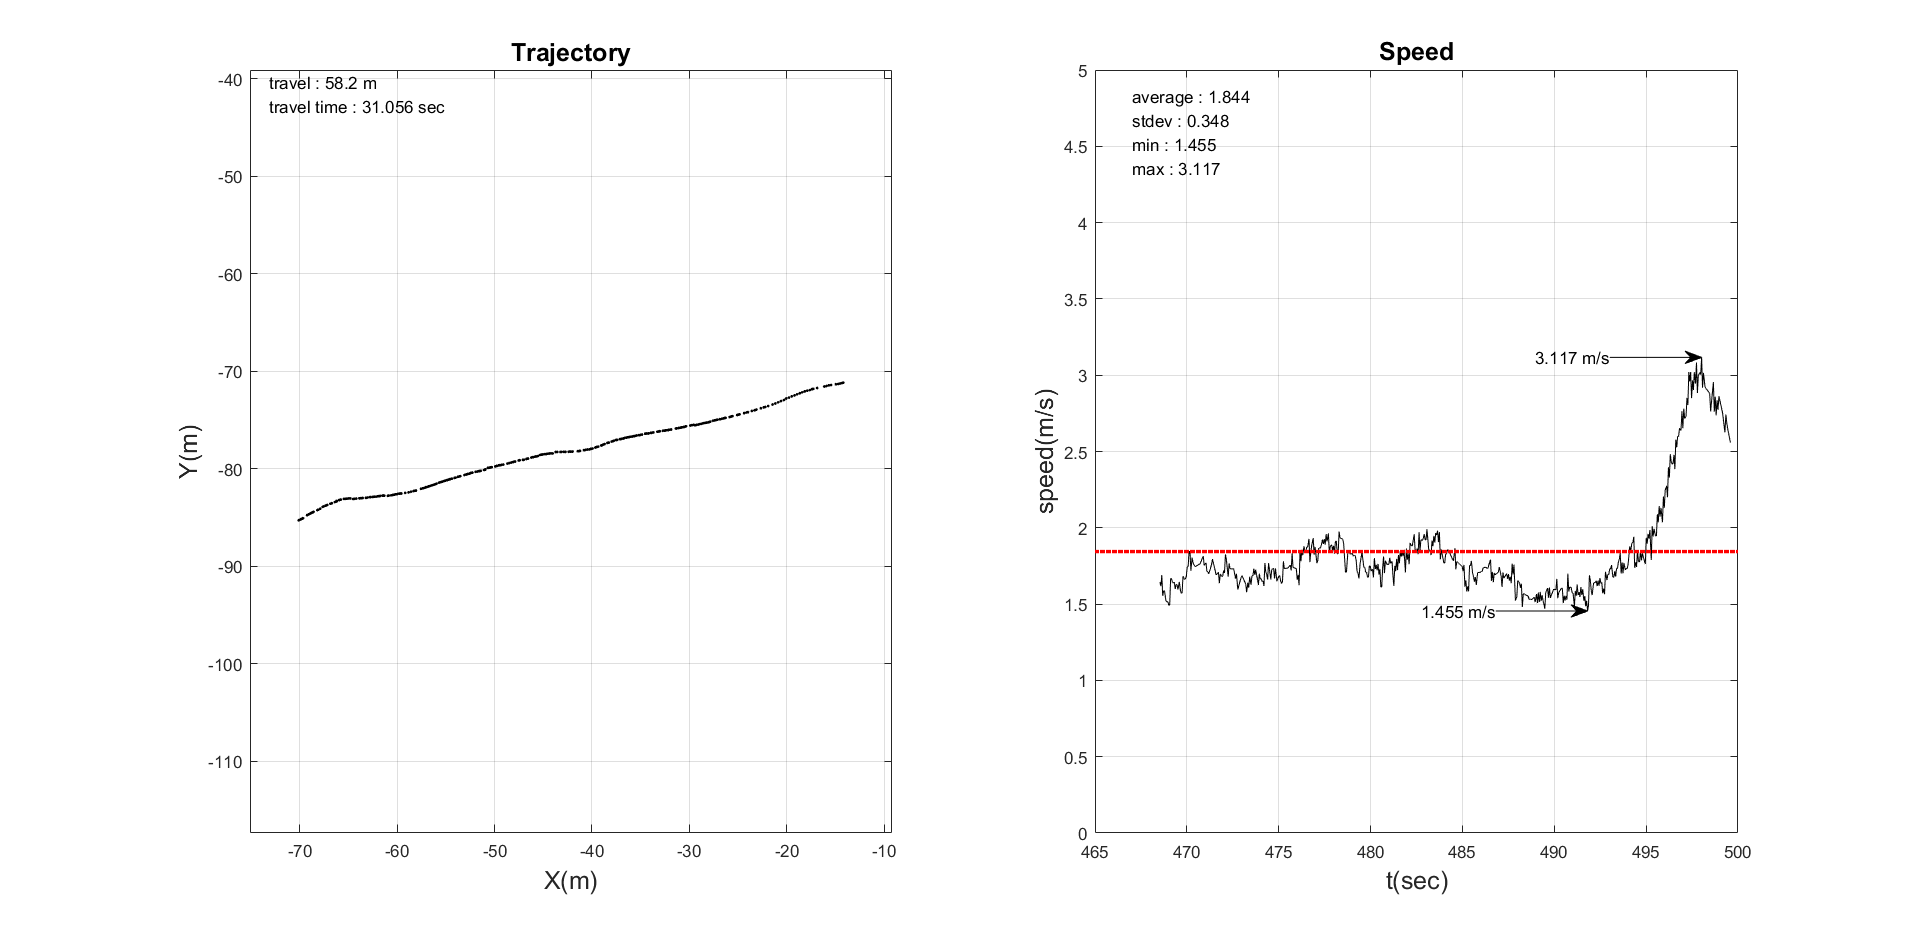 Trajectory
travel : 58.2 m
travel time : 31.056 sec
-40
-50
-60
-70
-80
-90
-100
-110
Y(m)
-70 -60 -50 -40 -30 -20 -10
X(m)
Speed
average : 1.844
stdev : 0.348
min : 1.455
max : 3.117
5
4.5
4
3.5
3
2.5
2
1.5
1
0.5
0
speed(m/s)
3.117 m/s
1.455 m/s
465 470 475 480 485 490 495 500
t(sec)